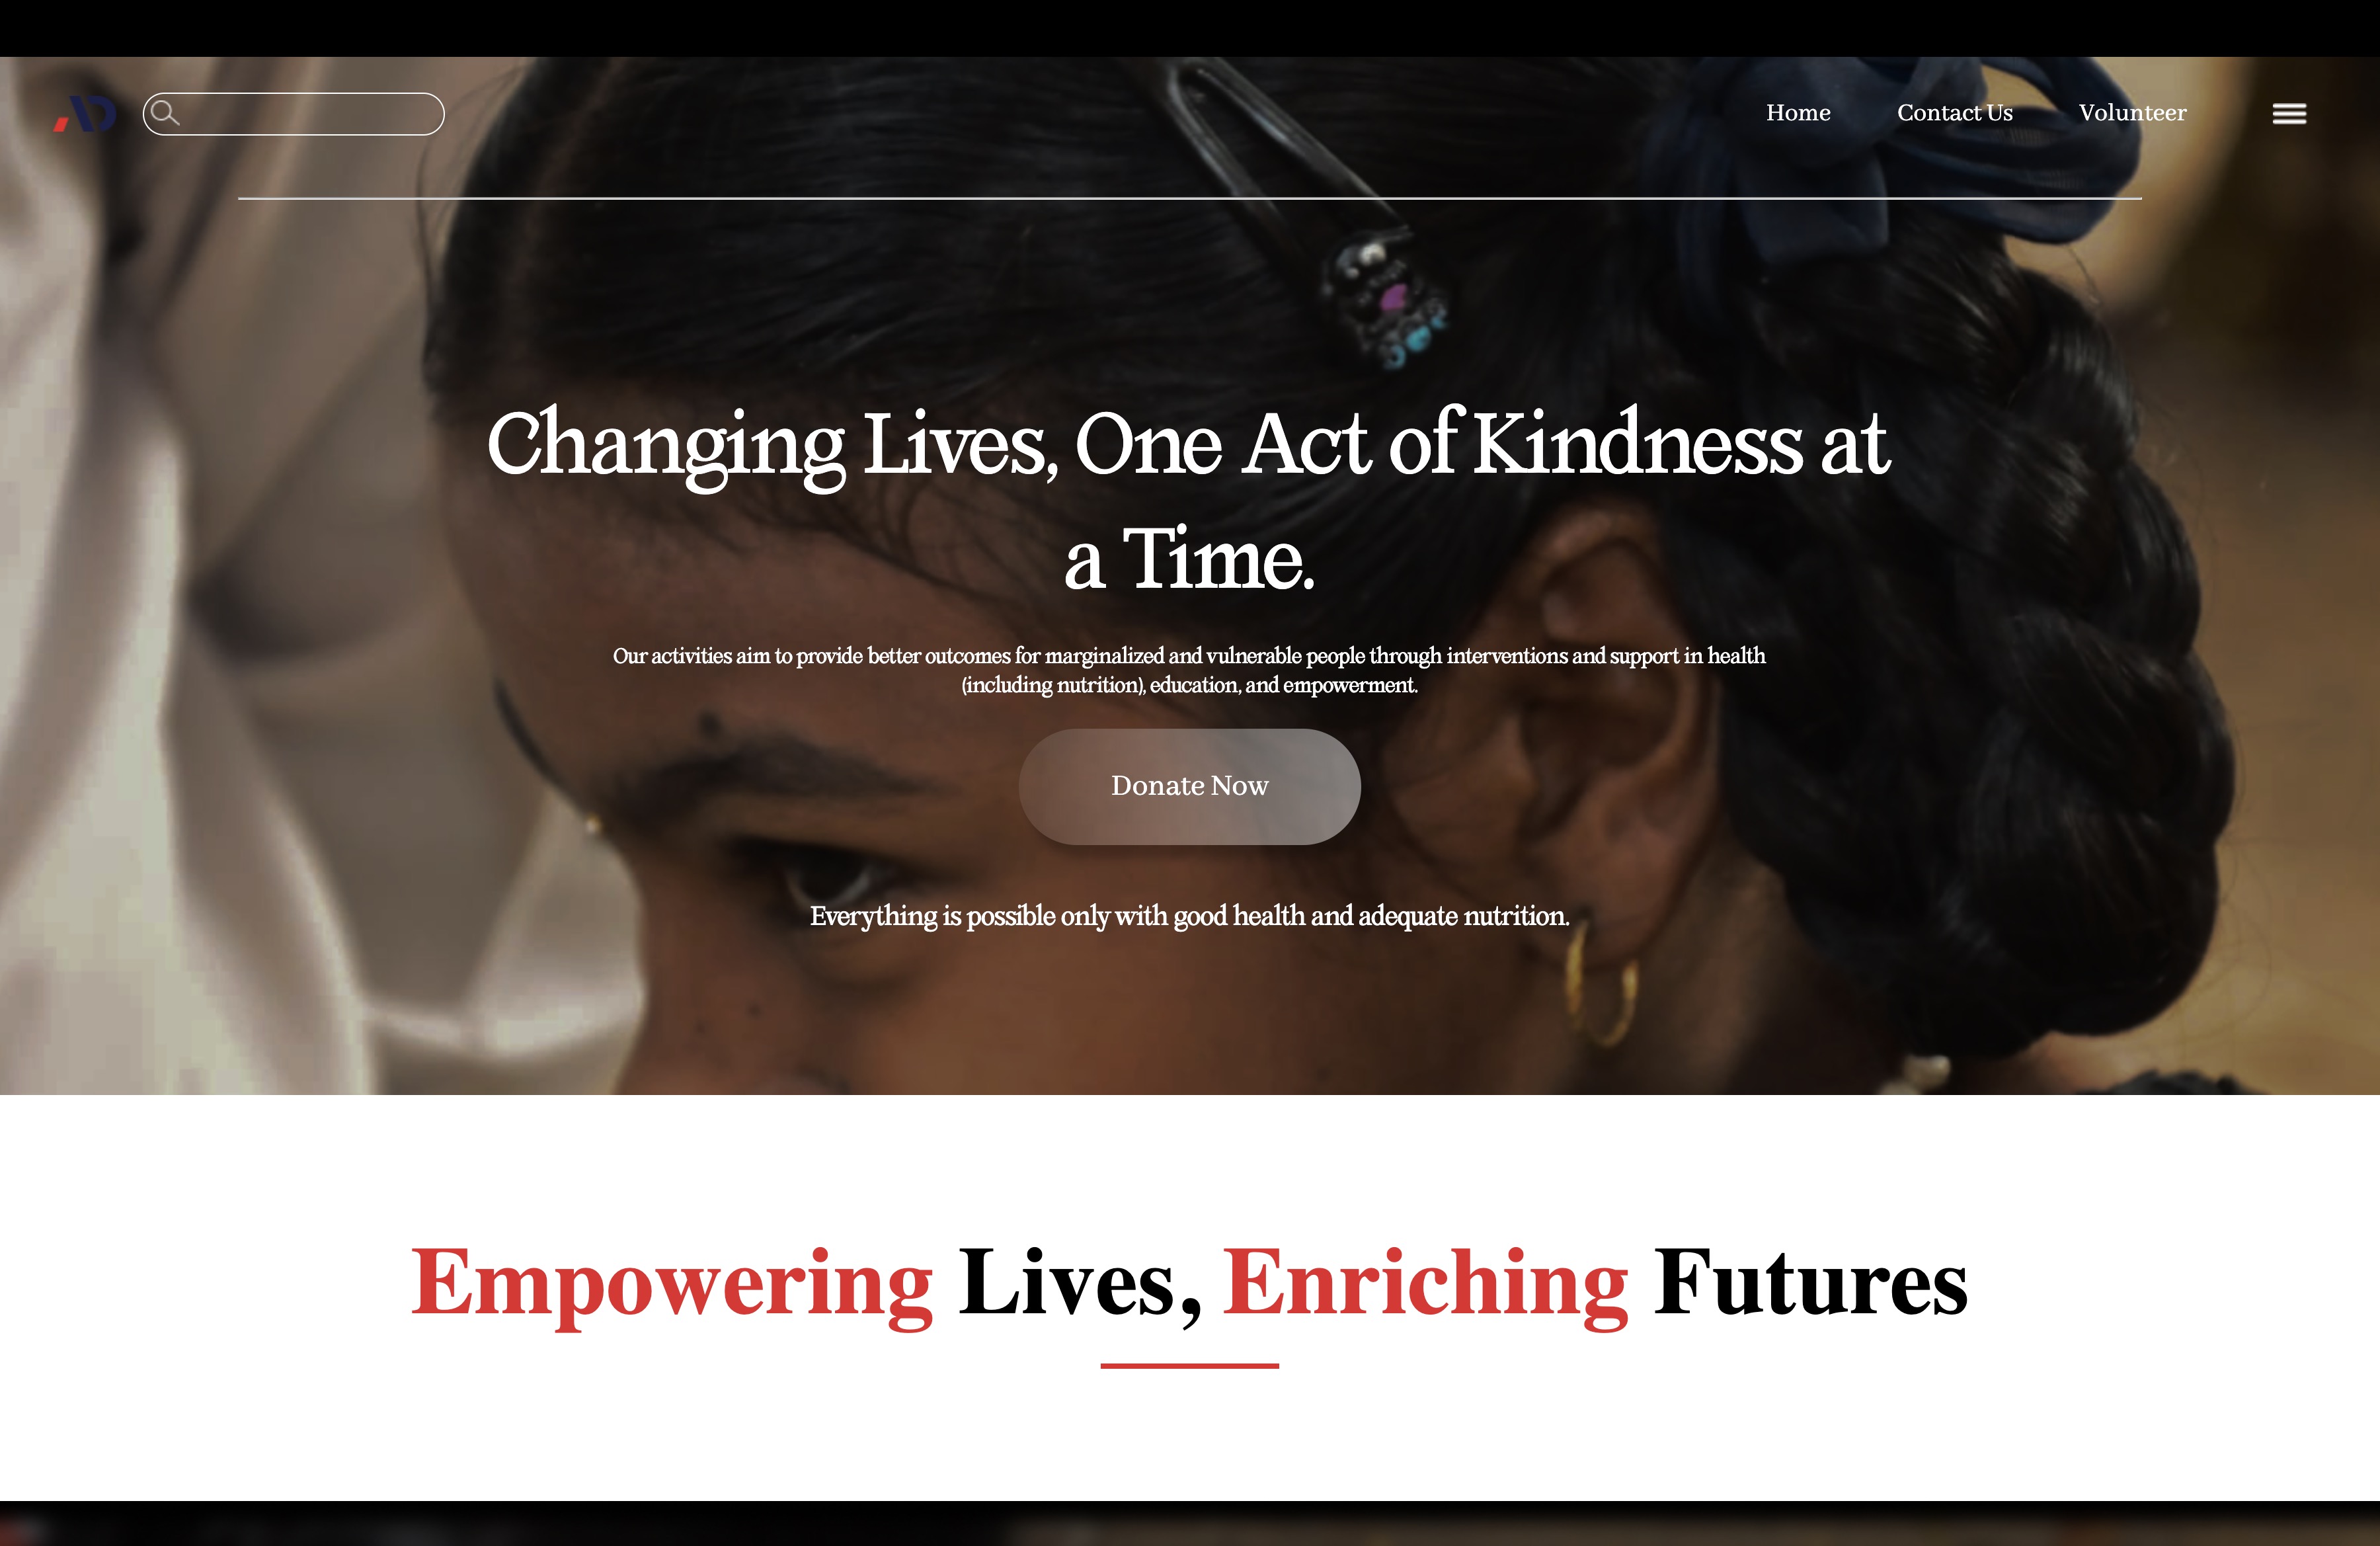 AD
Home Contact Us Volunteer
Changing Lives, One Act of Kindness at
a Time.
Our activities aim to provide better outcomes for marginalized and vulnerable people through interventions and support in health
(including nutrition), education, and empowerment.
Donate Now
Everything is possible only with good health and adequate nutrition.
Empowering Lives, Enriching Futures